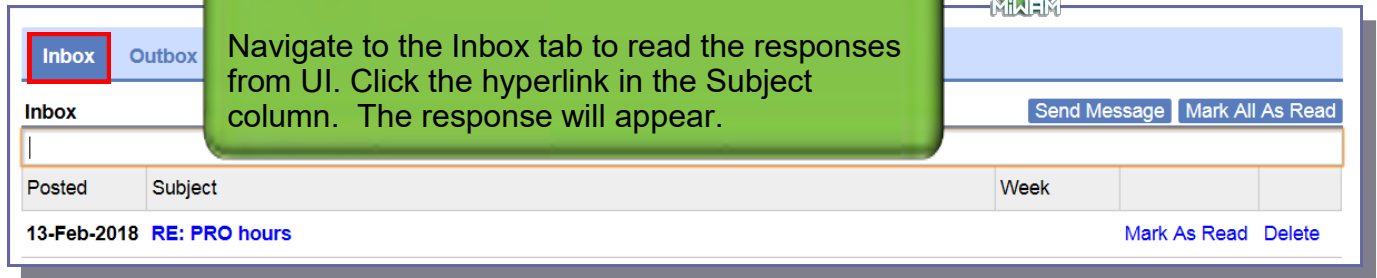 MiWAM
Inbox Outbox
Navigate to the Inbox tab to read the responses
from UI. Click the hyperlink in the Subject
column. The response will appear.
Inbox Send Message Mark All As Read
Posted Subject Week
13-Feb-2018 RE: PRO hours Mark As Read Delete